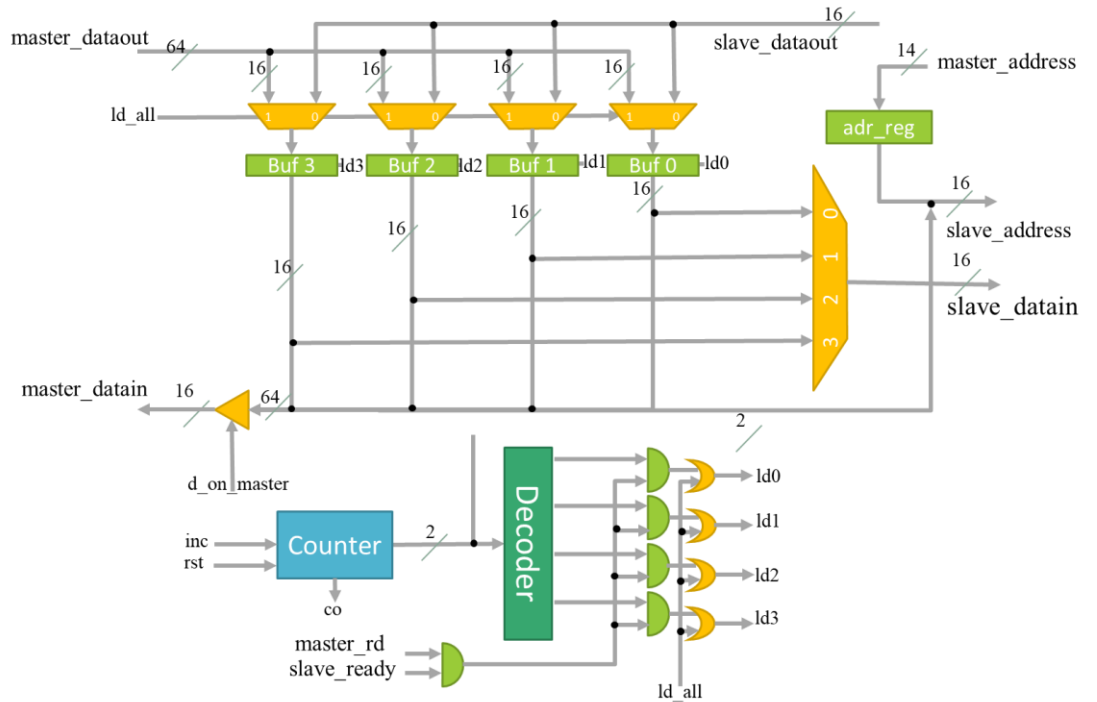 16
master_dataout
64
slave_dataout
14
master_address
16
16
16
16
ld_all
1 0
1 0
1 0
1 0
adr_reg
Buf 3
ld3
Buf 2
ld2
Buf 1
ld1
Buf 0
ld0
16
16
16
16
0
1
2
3
16
slave_address
16
slave_datain
master_datain
16
64
2
d_on_master
Decoder
ld0
inc
rst
Counter
2
ld1
co
ld2
ld3
master_rd
slave_ready
ld_all